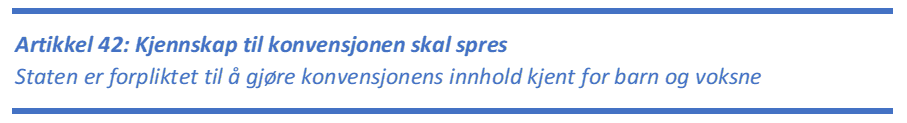 Artikkel 42: Kjennskap til konvensjonen skal spres
Staten er forpliktet til å gjøre konvensjonens innhold kjent for barn og voksne